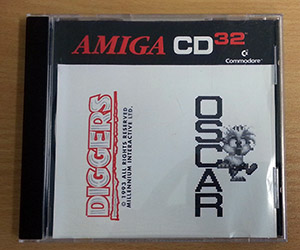 AMIGA CD32
Commodore
DIGGERS
© 1993 ALL RIGHTS RESERVED
MILLENNIUM INTERACTIVE LTD.
OSCAR